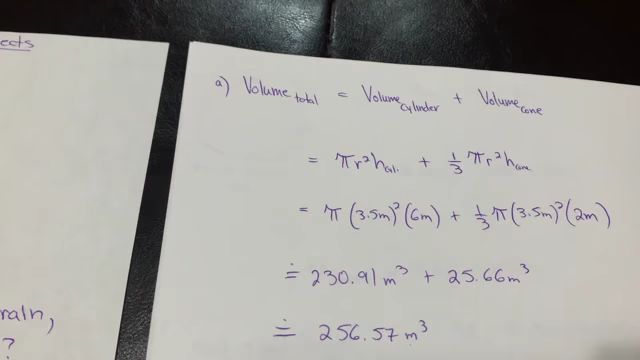 ects
a) Volume total = Volume cylinder + Volume cone
= πr²h cyl. + 1/3 πr²h cone
= π(3.5m)²(6m) + 1/3 π(3.5m)²(2m)
≐ 230.91 m³ + 25.66 m³
≐ 256.57 m³
rain,
?